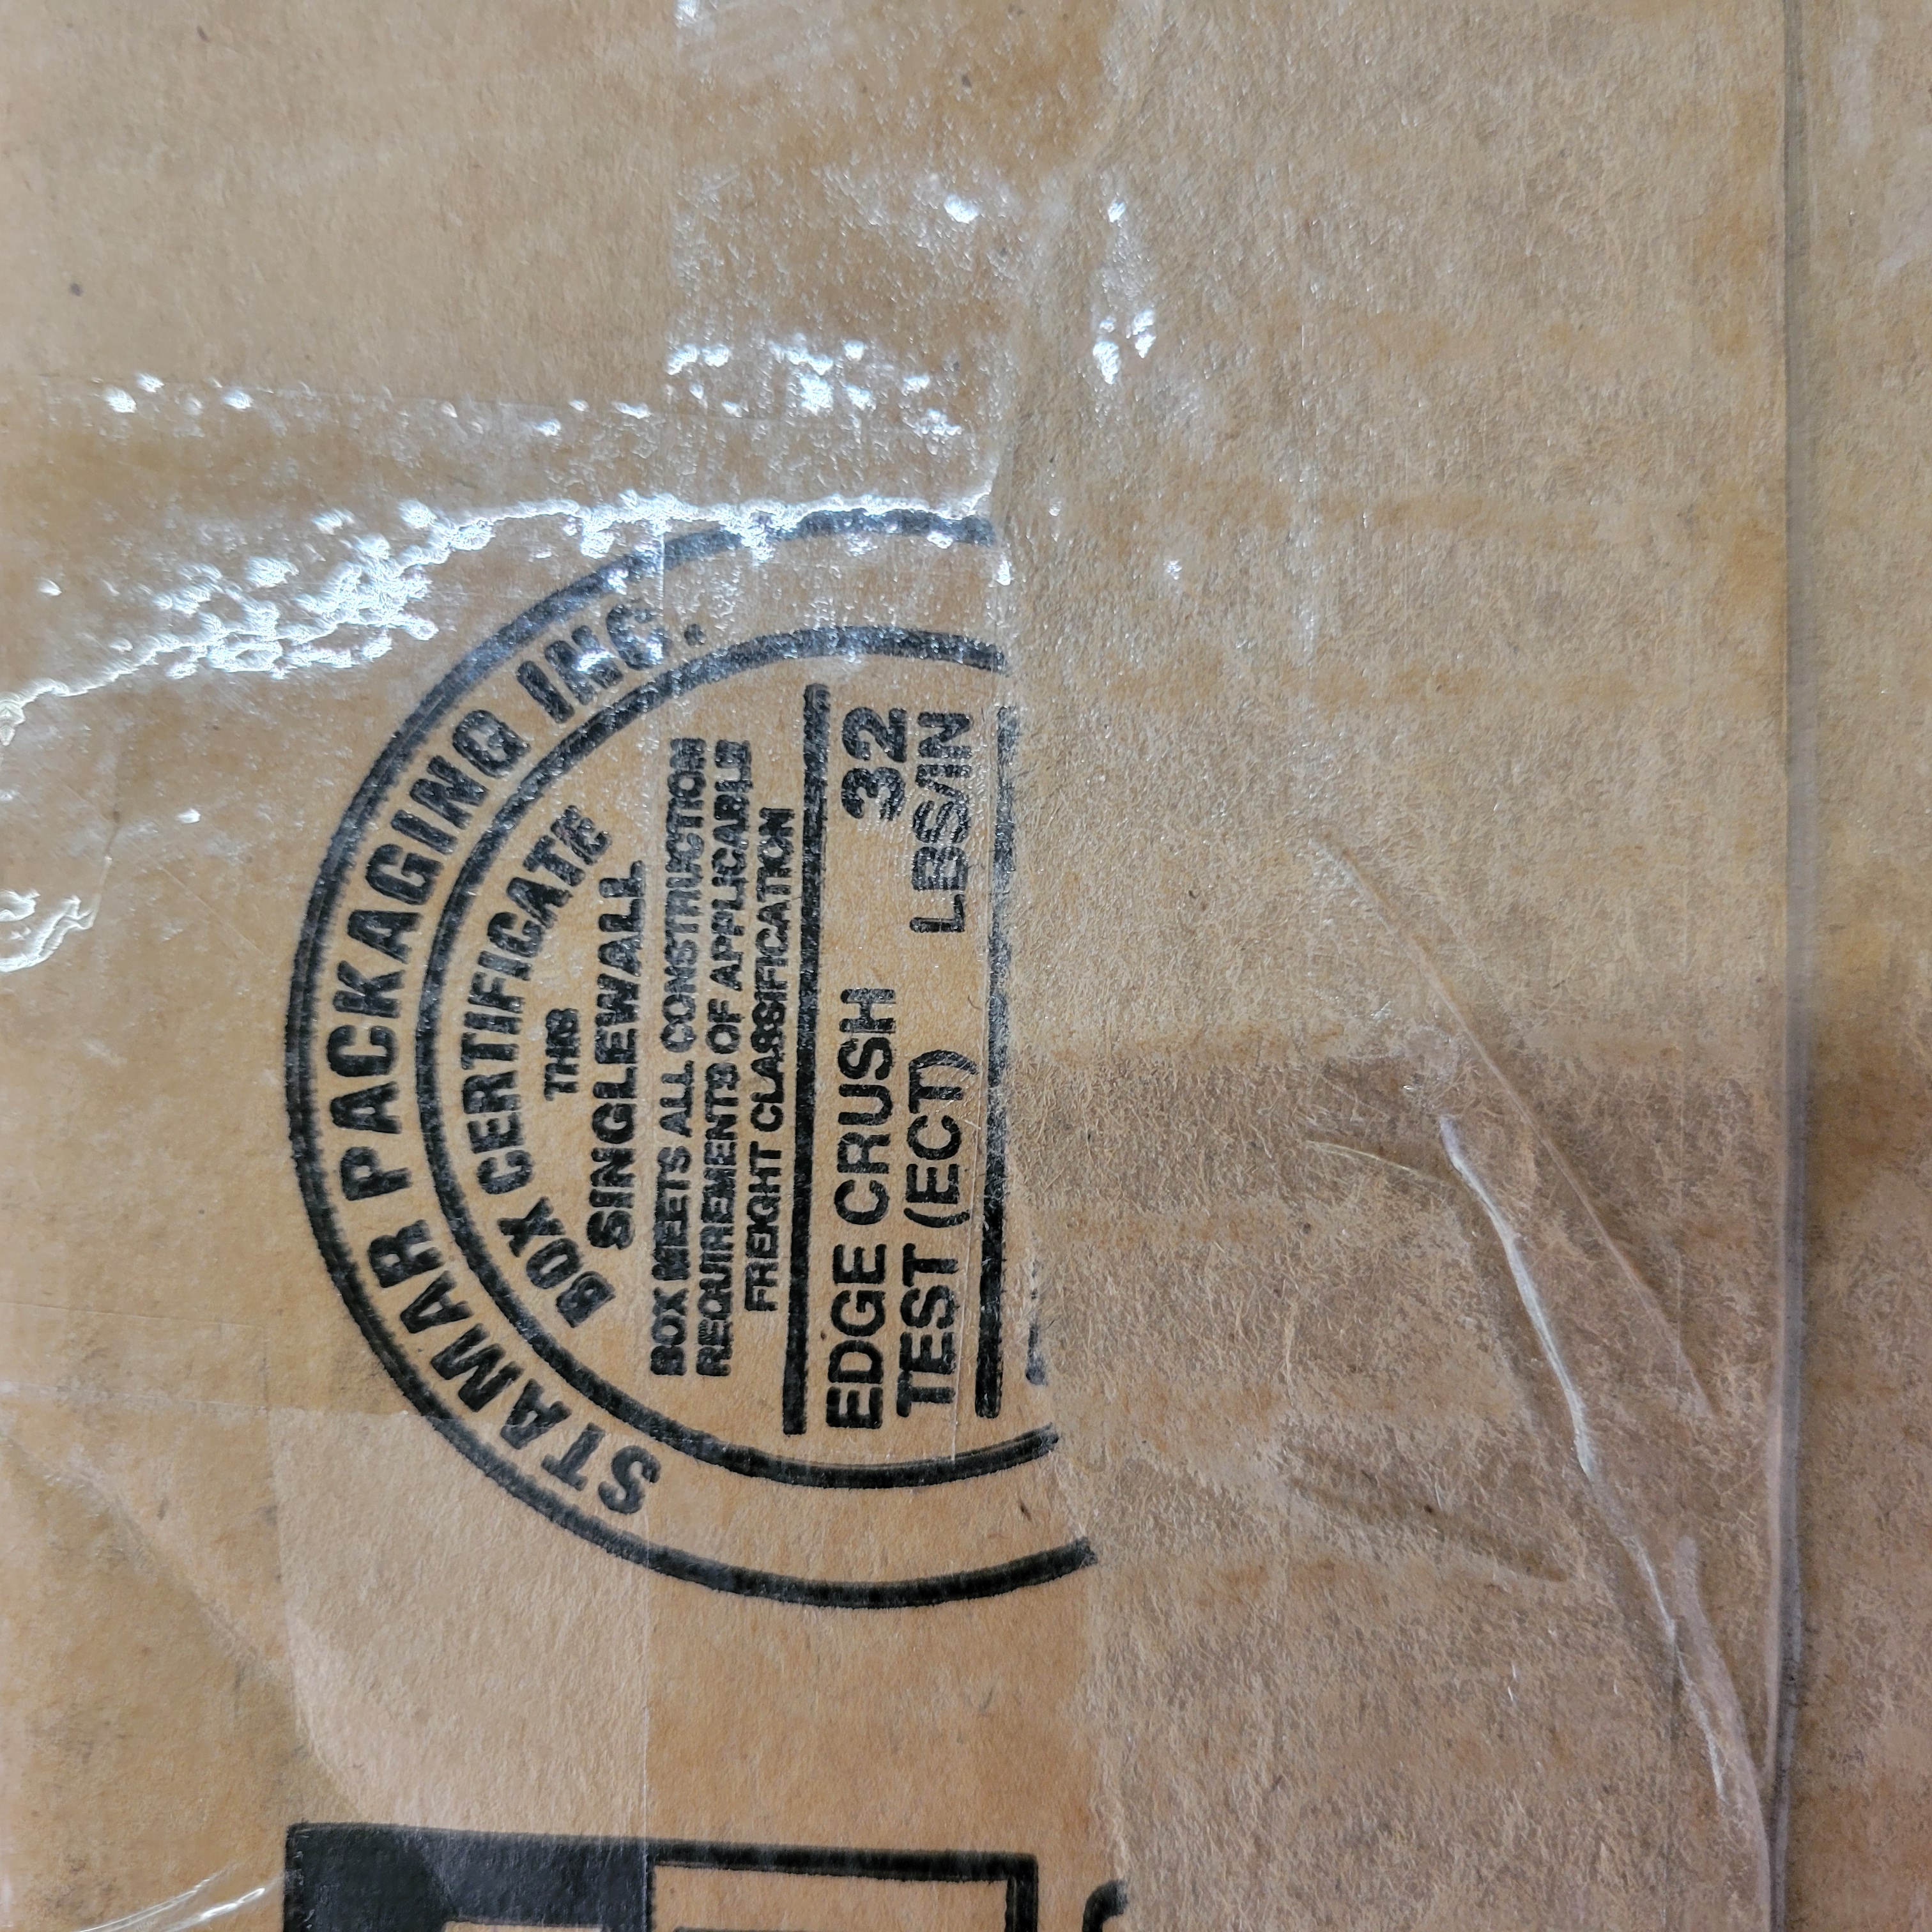 STAMAR PACKAGING INC.
BOX CERTIFICATE
THIS
SINGLEWALL
BOX MEETS ALL CONSTRUCTION
REQUIREMENTS OF APPLICABLE
FREIGHT CLASSIFICATION
EDGE CRUSH 32
TEST (ECT) LBS/IN